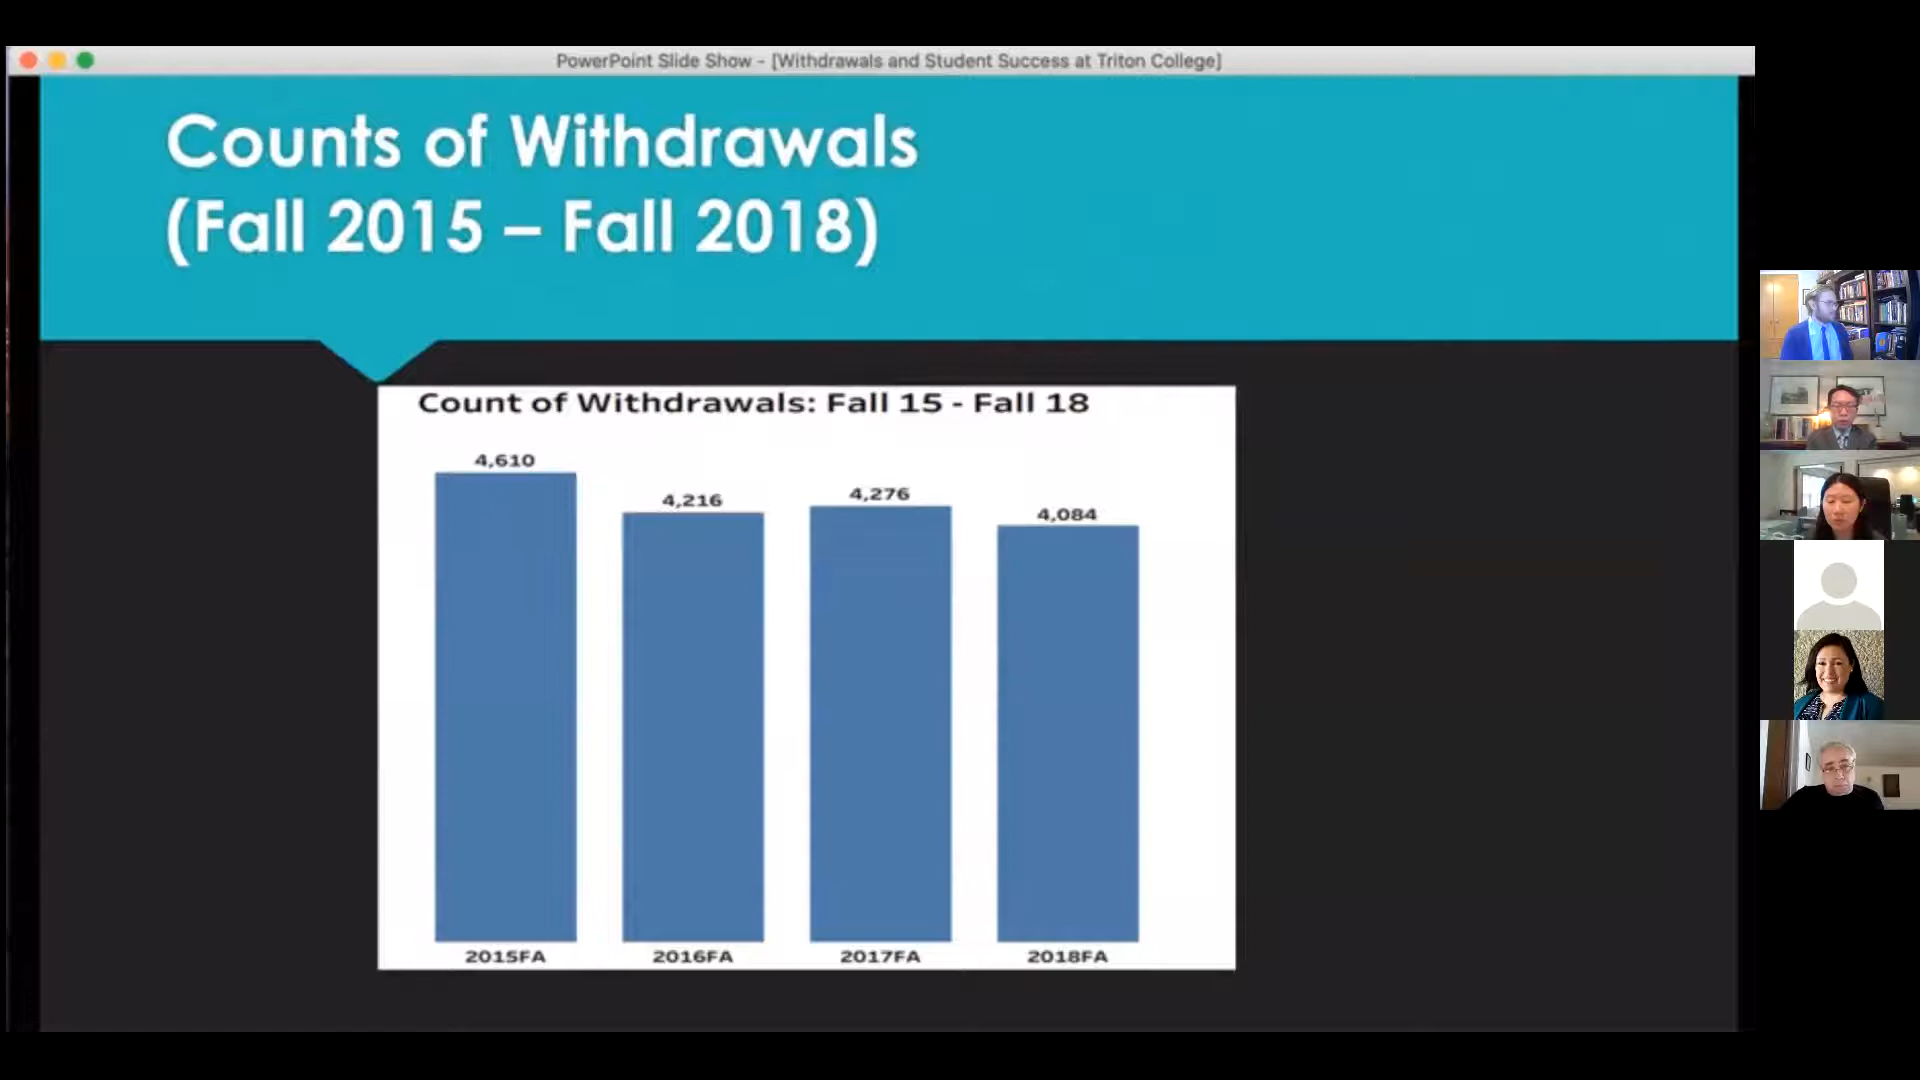 PowerPoint Slide Show - [Withdrawals and Student Success at Triton College]
Counts of Withdrawals
(Fall 2015 – Fall 2018)
Count of Withdrawals: Fall 15 - Fall 18
4,610
4,216
4,276
4,084
2015FA
2016FA
2017FA
2018FA